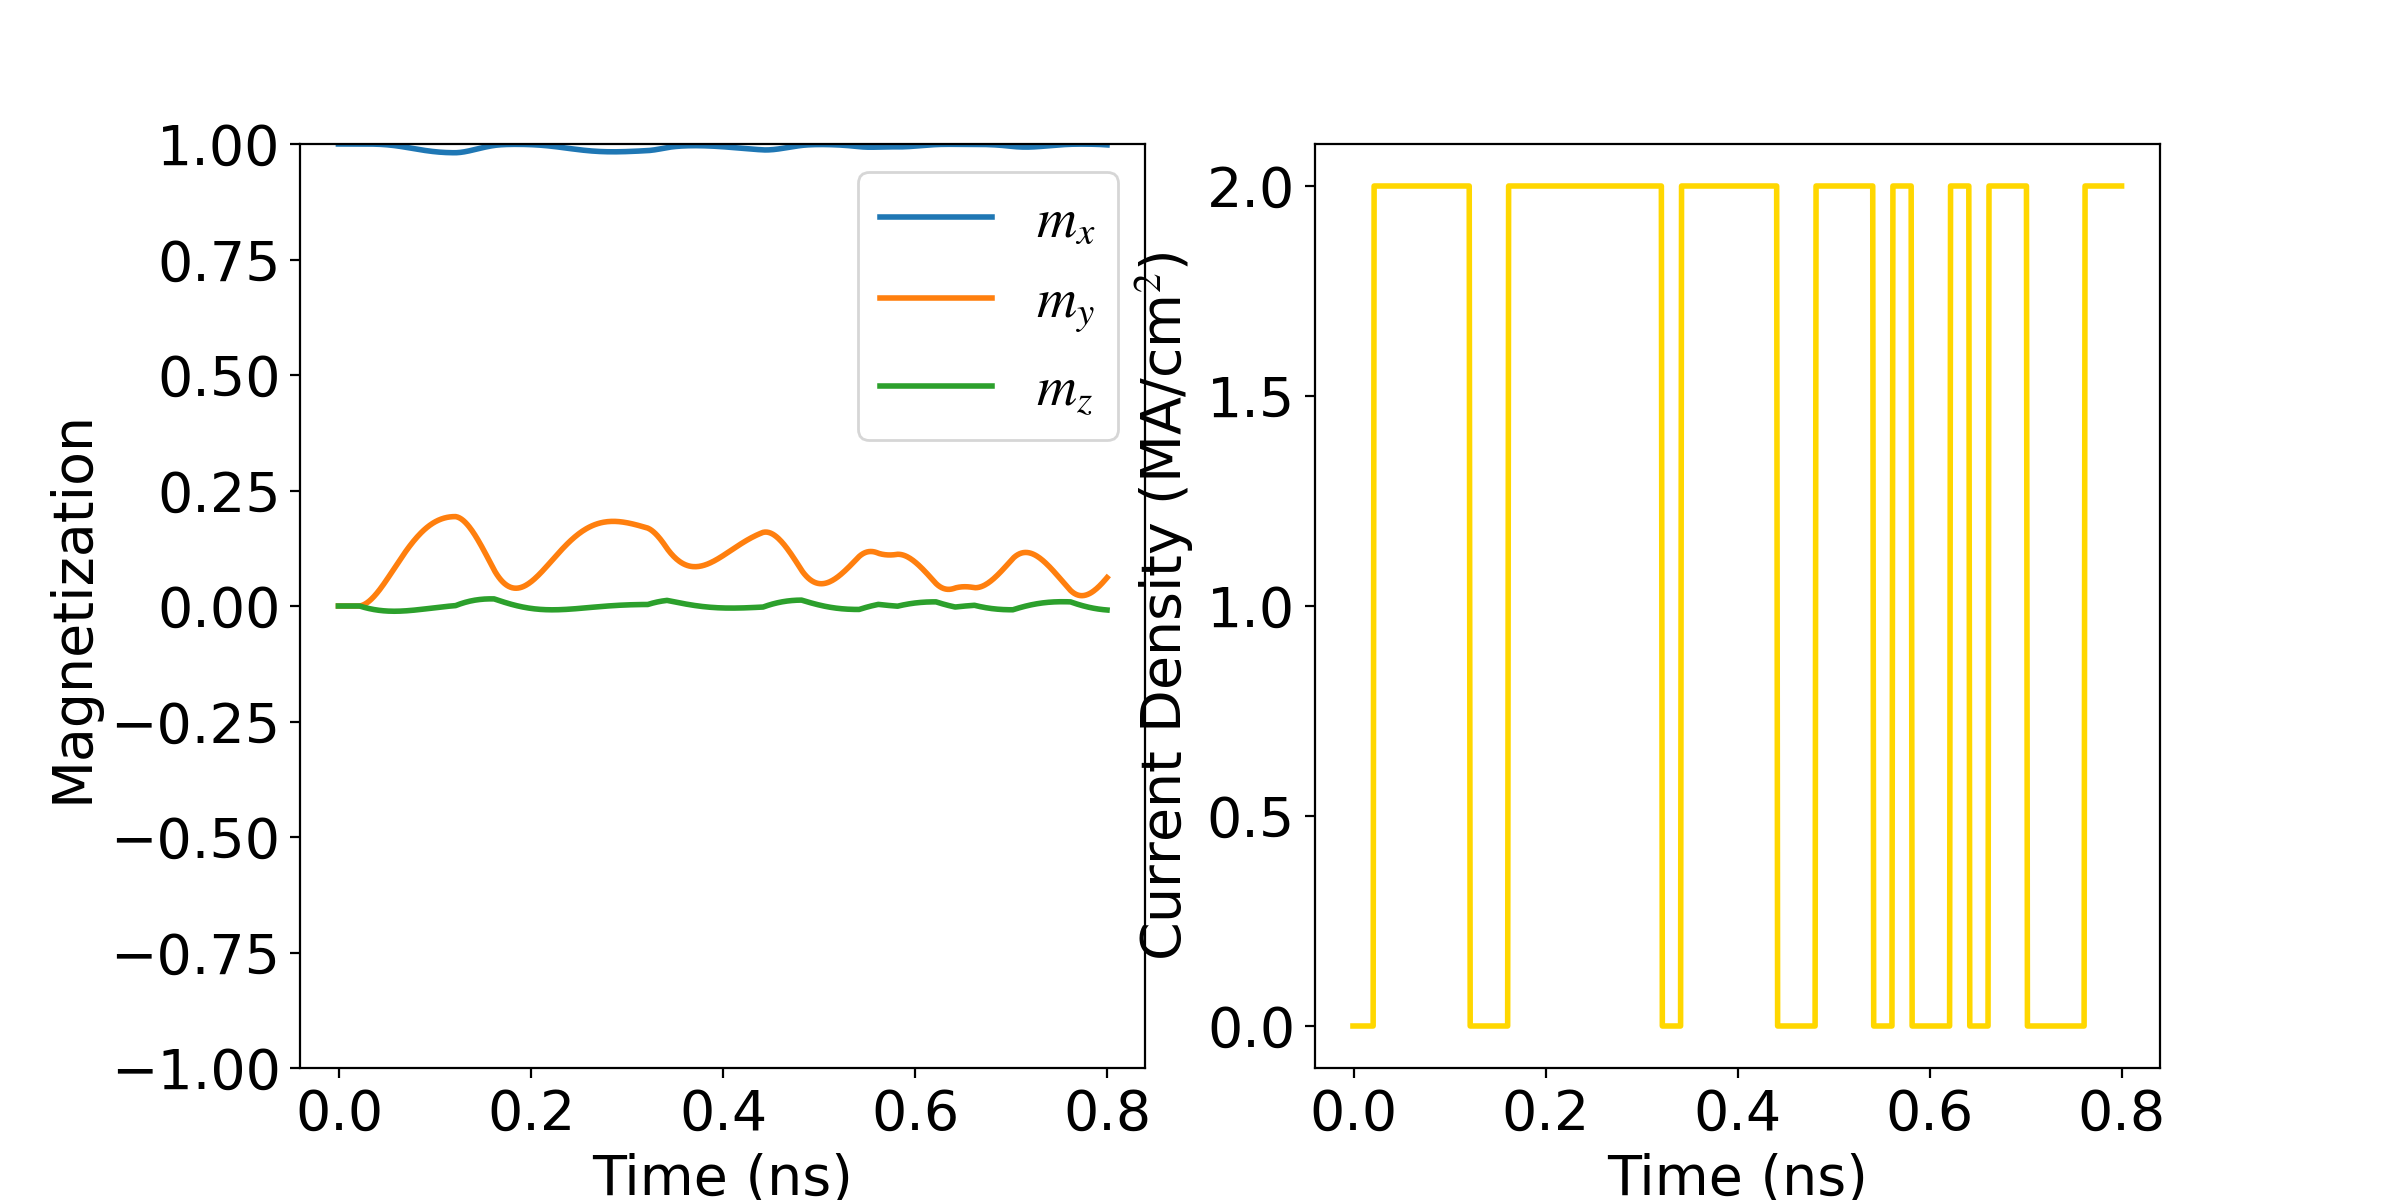 1.00
0.75
0.50
0.25
0.00
−0.25
−0.50
−0.75
−1.00
Magnetization
0.0 0.2 0.4 0.6 0.8
Time (ns)
m_x
m_y
m_z
2.0
1.5
1.0
0.5
0.0
Current Density (MA/cm²)
0.0 0.2 0.4 0.6 0.8
Time (ns)